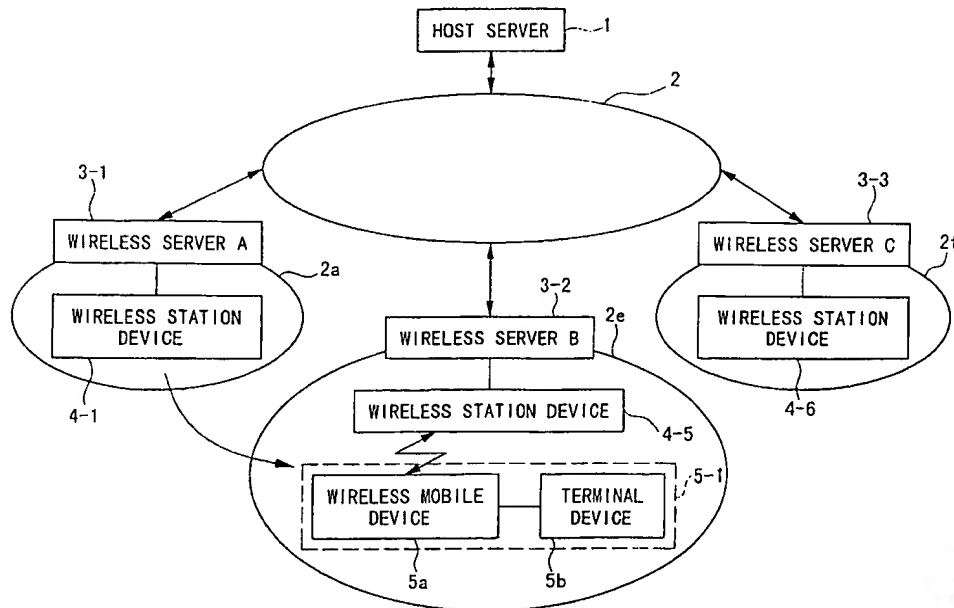 HOST SERVER
1
2
3-1
WIRELESS SERVER A
2a
WIRELESS STATION
DEVICE
4-1
3-2
WIRELESS SERVER B
2e
WIRELESS STATION DEVICE
4-5
5-1
WIRELESS MOBILE
DEVICE
TERMINAL
DEVICE
5a
5b
3-3
WIRELESS SERVER C
2f
WIRELESS STATION
DEVICE
4-6